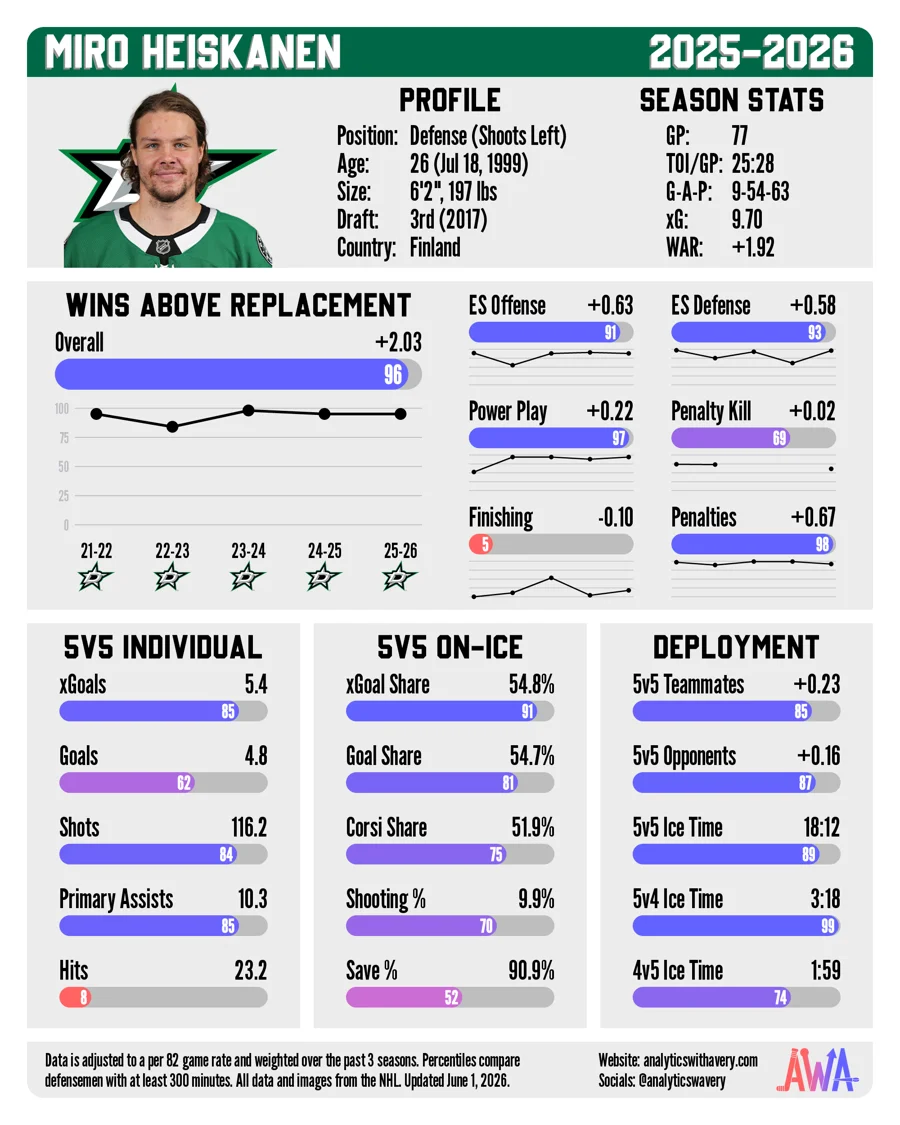 MIRO HEISKANEN
2025-2026
PROFILE
Position: Defense (Shoots Left)
Age: 26 (Jul 18, 1999)
Size: 6'2", 197 lbs
Draft: 3rd (2017)
Country: Finland
SEASON STATS
GP: 77
TOI/GP: 25:28
G-A-P: 9-54-63
xG: 9.70
WAR: +1.92
WINS ABOVE REPLACEMENT
Overall +2.03
96
100
75
50
25
0
21-22 22-23 23-24 24-25 25-26
ES Offense +0.63
91
ES Defense +0.58
93
Power Play +0.22
97
Penalty Kill +0.02
69
Finishing -0.10
5
Penalties +0.67
98
5V5 INDIVIDUAL
xGoals 5.4
85
Goals 4.8
62
Shots 116.2
84
Primary Assists 10.3
85
Hits 23.2
8
5V5 ON-ICE
xGoal Share 54.8%
91
Goal Share 54.7%
81
Corsi Share 51.9%
75
Shooting % 9.9%
70
Save % 90.9%
52
DEPLOYMENT
5v5 Teammates +0.23
85
5v5 Opponents +0.16
87
5v5 Ice Time 18:12
89
5v4 Ice Time 3:18
99
4v5 Ice Time 1:59
74
Data is adjusted to a per 82 game rate and weighted over the past 3 seasons. Percentiles compare
defensemen with at least 300 minutes. All data and images from the NHL. Updated June 1, 2026.
Website: analyticswithavery.com
Socials: @analyticswavery
AWA